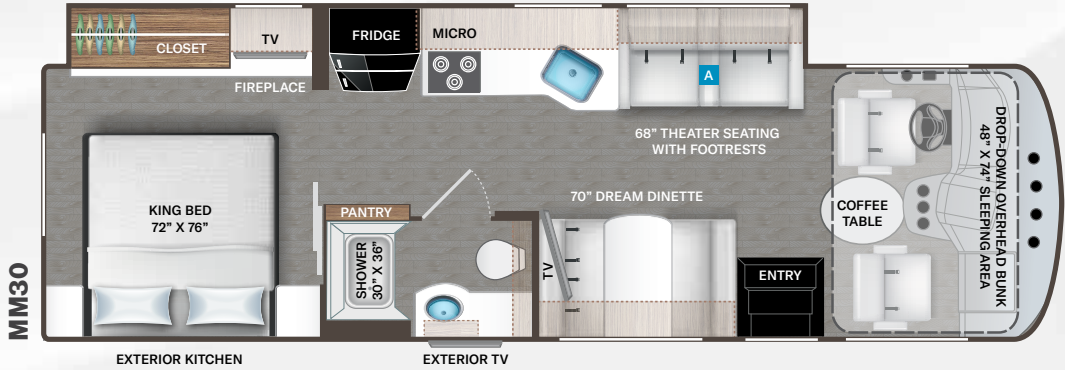 CLOSET
TV
FIREPLACE
FRIDGE
MICRO
A
68" THEATER SEATING
WITH FOOTRESTS
70" DREAM DINETTE
KING BED
72" X 76"
PANTRY
SHOWER
30" X 36"
TV
ENTRY
COFFEE
TABLE
DROP-DOWN OVERHEAD BUNK
48" X 74" SLEEPING AREA
MM30
EXTERIOR KITCHEN
EXTERIOR TV